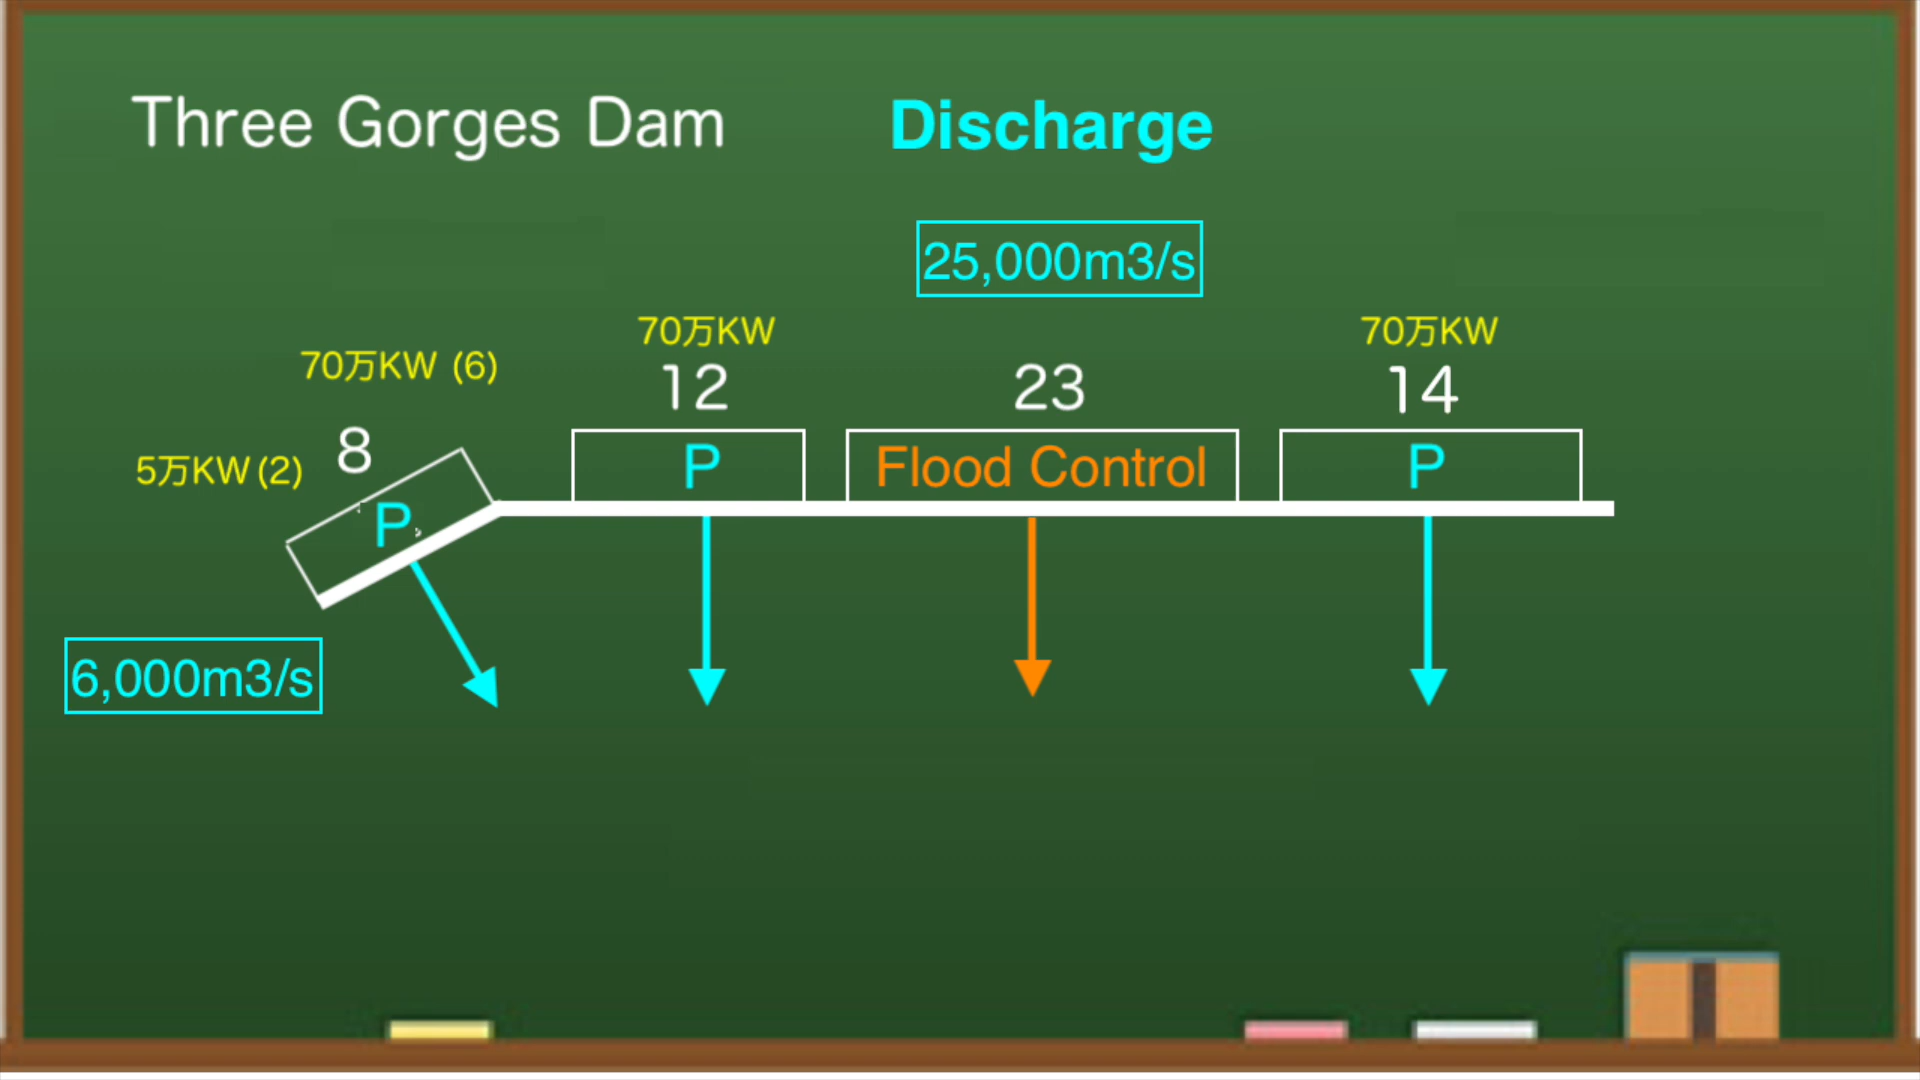 Three Gorges Dam
Discharge
25,000m3/s
70万KW
70万KW
70万KW (6)
12
23
14
8
5万KW(2)
P
Flood Control
P
P
6,000m3/s